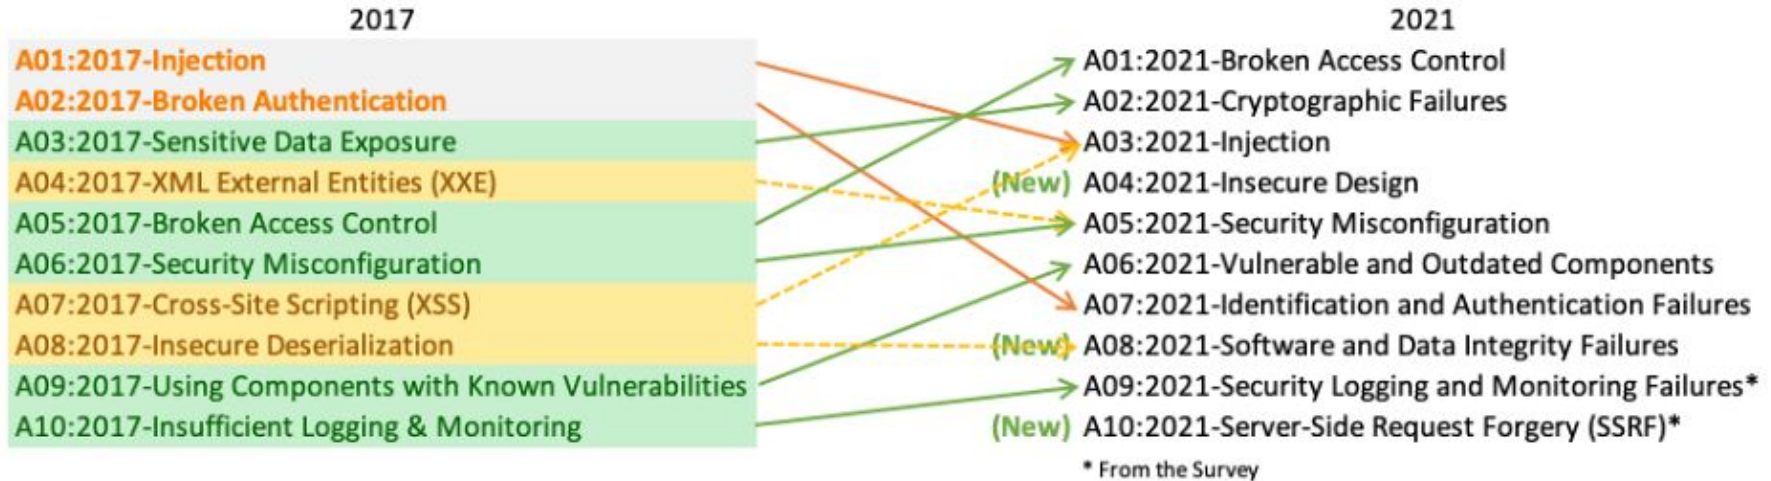 2017
A01:2017-Injection
A02:2017-Broken Authentication
A03:2017-Sensitive Data Exposure
A04:2017-XML External Entities (XXE)
A05:2017-Broken Access Control
A06:2017-Security Misconfiguration
A07:2017-Cross-Site Scripting (XSS)
A08:2017-Insecure Deserialization
A09:2017-Using Components with Known Vulnerabilities
A10:2017-Insufficient Logging & Monitoring
2021
A01:2021-Broken Access Control
A02:2021-Cryptographic Failures
A03:2021-Injection
(New) A04:2021-Insecure Design
A05:2021-Security Misconfiguration
A06:2021-Vulnerable and Outdated Components
A07:2021-Identification and Authentication Failures
(New) A08:2021-Software and Data Integrity Failures
A09:2021-Security Logging and Monitoring Failures*
(New) A10:2021-Server-Side Request Forgery (SSRF)*
* From the Survey